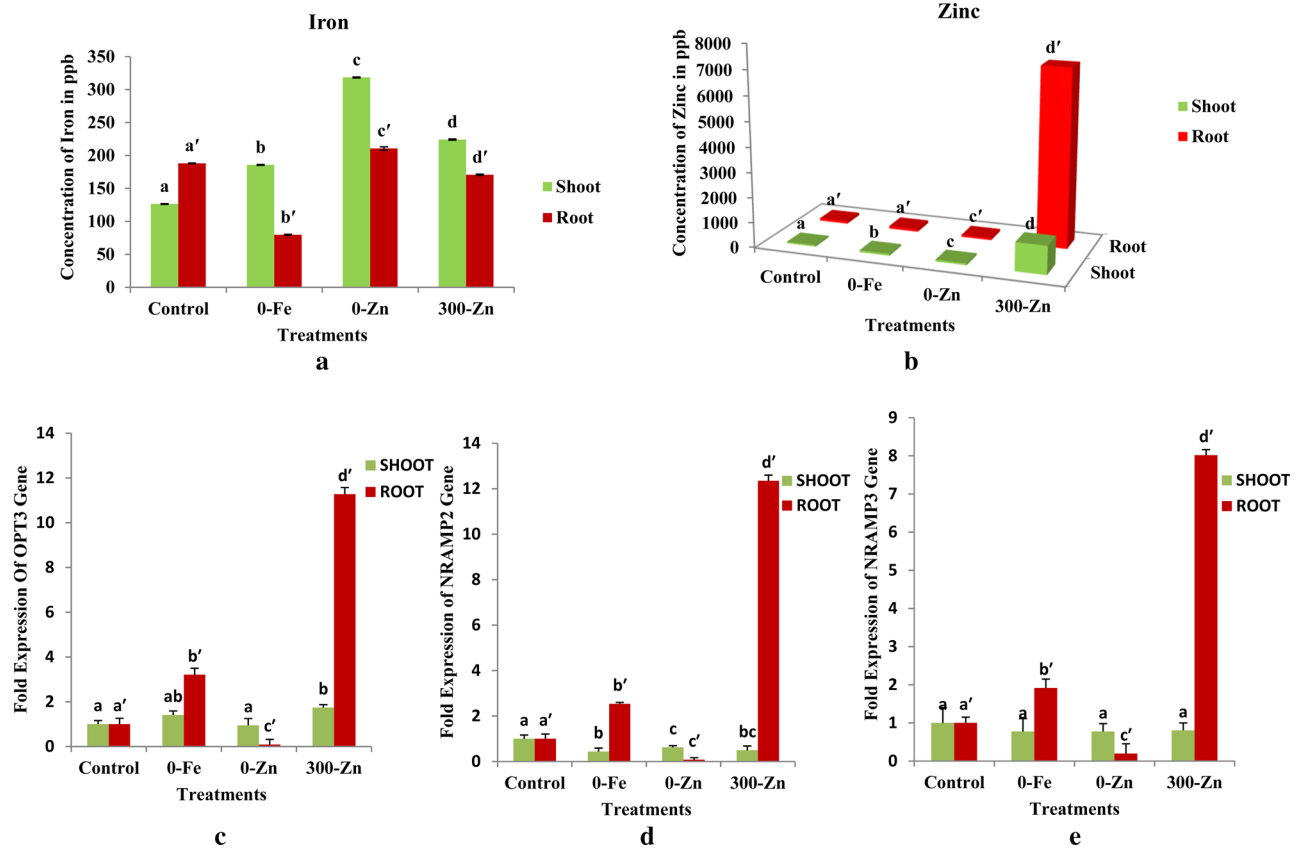 Iron
Concentration of Iron in ppb
350
300
250
200
150
100
50
0
a
a′
b
b′
c
c′
d
d′
Control
0-Fe
0-Zn
300-Zn
Treatments
Shoot
Root
a
Zinc
Concentration of Zinc in ppb
8000
7000
6000
5000
4000
3000
2000
1000
0
a′
a′
c′
d′
a
b
c
d
Control
0-Fe
0-Zn
300-Zn
Root
Shoot
Treatments
Shoot
Root
b
Fold Expression Of OPT3 Gene
14
12
10
8
6
4
2
0
a
a′
ab
b′
a
c′
b
d′
Control
0-Fe
0-Zn
300-Zn
Treatments
SHOOT
ROOT
c
Fold Expression of NRAMP2 Gene
14
12
10
8
6
4
2
0
a
a′
b
b′
c
c′
bc
d′
Control
0-Fe
0-Zn
300-Zn
Treatments
SHOOT
ROOT
d
Fold Expression of NRAMP3 Gene
9
8
7
6
5
4
3
2
1
0
a
a′
a
b′
a
c′
a
d′
Control
0-Fe
0-Zn
300-Zn
Treatments
SHOOT
ROOT
e